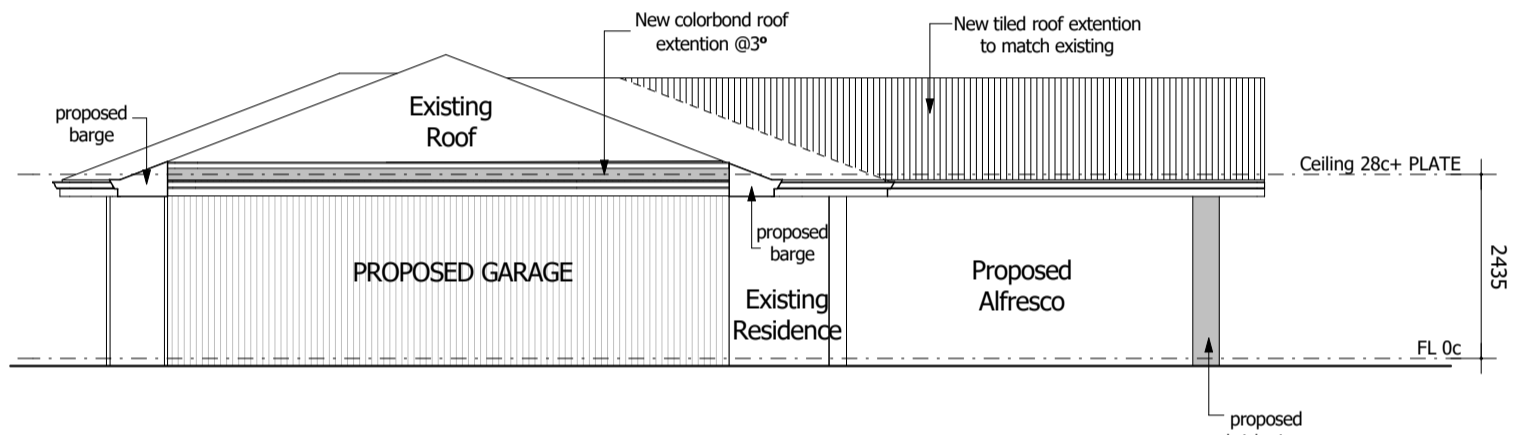 New colorbond roof
extention @3°
New tiled roof extention
to match existing
proposed
barge
Existing
Roof
Ceiling 28c+ PLATE
proposed
barge
PROPOSED GARAGE
Existing
Residence
Proposed
Alfresco
2435
FL 0c
proposed